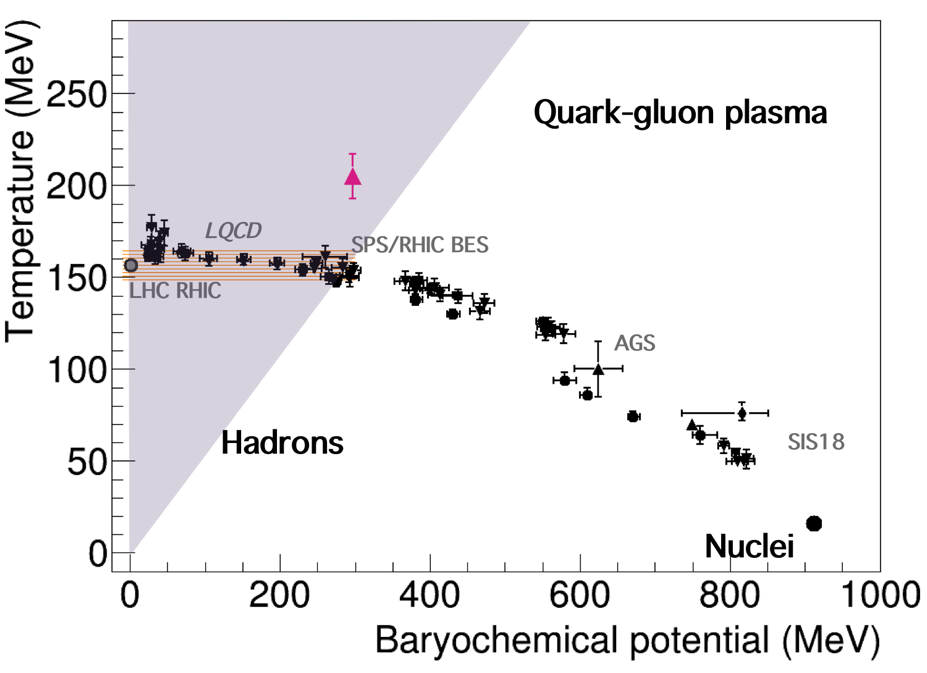 Temperature (MeV)
250
200
150
100
50
0
Quark-gluon plasma
LQCD
SPS/RHIC BES
LHC RHIC
AGS
Hadrons
SIS18
Nuclei
0 200 400 600 800 1000
Baryochemical potential (MeV)